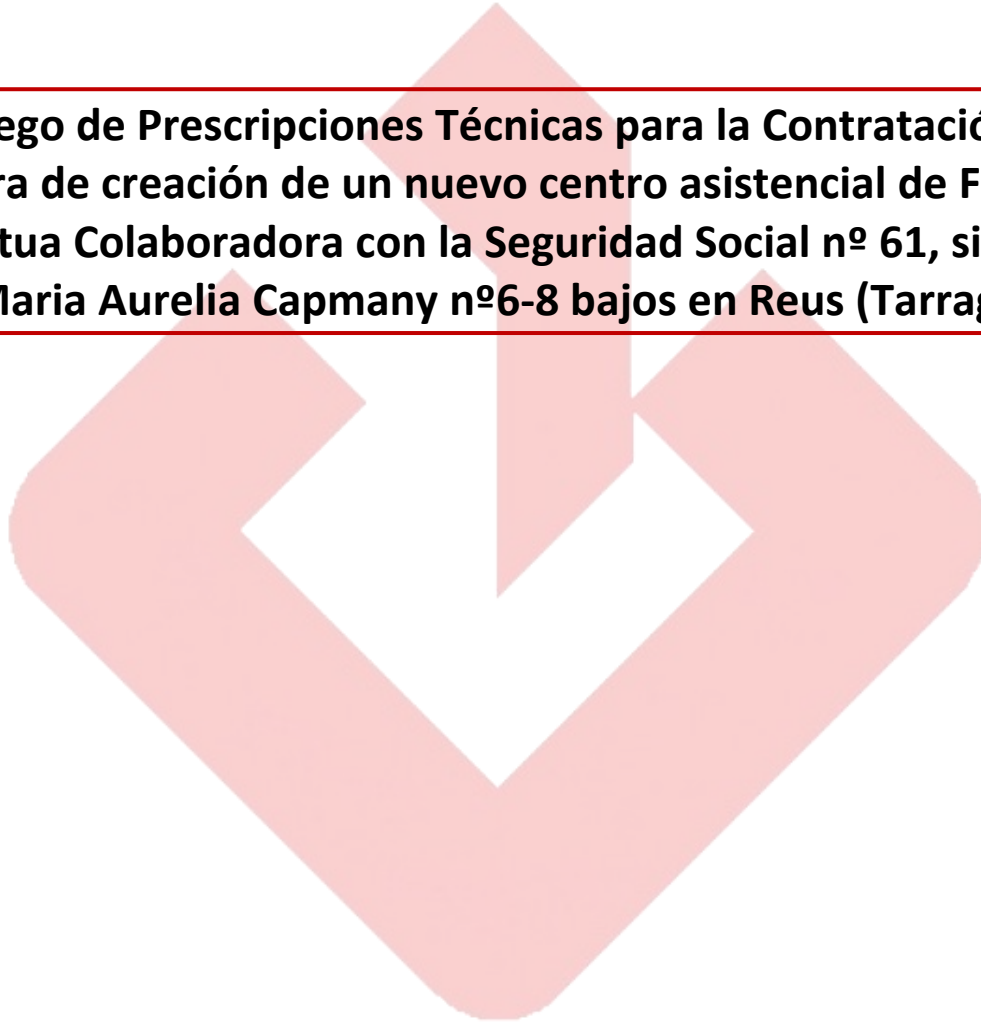 ego de Prescripciones Técnicas para la Contratació
ra de creación de un nuevo centro asistencial de F
tua Colaboradora con la Seguridad Social nº 61, si
Maria Aurelia Capmany nº6-8 bajos en Reus (Tarrag